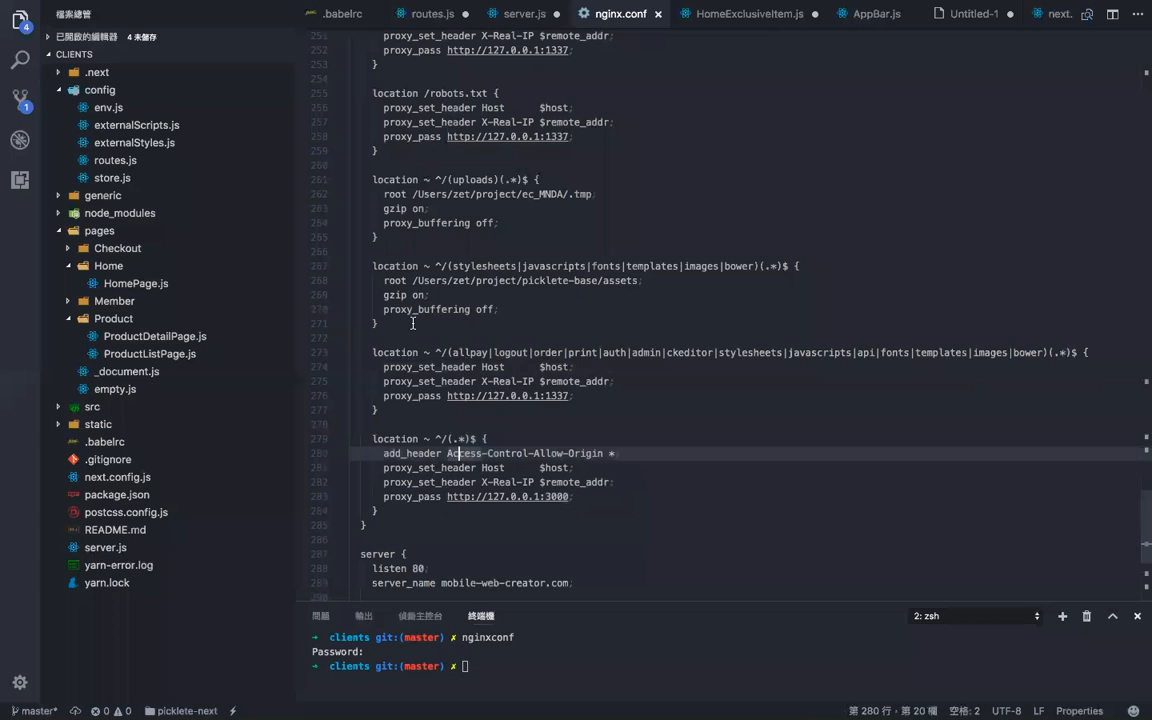 檔案總管
.babelrc
routes.js
server.js
nginx.conf
HomeExclusiveItem.js
AppBar.js
Untitled-1
next.
4
已開啟的編輯器 4 未儲存
CLIENTS
.next
config
env.js
externalScripts.js
externalStyles.js
routes.js
store.js
generic
node_modules
pages
Checkout
Home
HomePage.js
Member
Product
ProductDetailPage.js
ProductListPage.js
_document.js
empty.js
src
static
.babelrc
.gitignore
next.config.js
package.json
postcss.config.js
README.md
server.js
yarn-error.log
yarn.lock
1
251 proxy_set_header X-Real-IP $remote_addr;
252 proxy_pass http://127.0.0.1:1337;
253 }
254
255 location /robots.txt {
256 proxy_set_header Host $host;
257 proxy_set_header X-Real-IP $remote_addr;
258 proxy_pass http://127.0.0.1:1337;
259 }
260
261 location ~ ^/(uploads)(.*)$ {
262 root /Users/zet/project/ec_MNDA/.tmp;
263 gzip on;
264 proxy_buffering off;
265 }
266
267 location ~ ^/(stylesheets|javascripts|fonts|templates|images|bower)(.*)$ {
268 root /Users/zet/project/picklete-base/assets;
269 gzip on;
270 proxy_buffering off;
271 }
272
273 location ~ ^/(allpay|logout|order|print|auth|admin|ckeditor|stylesheets|javascripts|api|fonts|templates|images|bower)(.*)$ {
274 proxy_set_header Host $host;
275 proxy_set_header X-Real-IP $remote_addr;
276 proxy_pass http://127.0.0.1:1337;
277 }
278
279 location ~ ^/(.*)$ {
280 add_header Access-Control-Allow-Origin *;
281 proxy_set_header Host $host;
282 proxy_set_header X-Real-IP $remote_addr;
283 proxy_pass http://127.0.0.1:3000;
284 }
285 }
286
287 server {
288 listen 80;
289 server_name mobile-web-creator.com;
290
問題 輸出 偵錯主控台 終端機
2: zsh
→ clients git:(master) ✗ nginxconf
Password:
→ clients git:(master) ✗
master* 0 0 picklete-next
第 280 行，第 20 欄 空格: 2 UTF-8 LF Properties